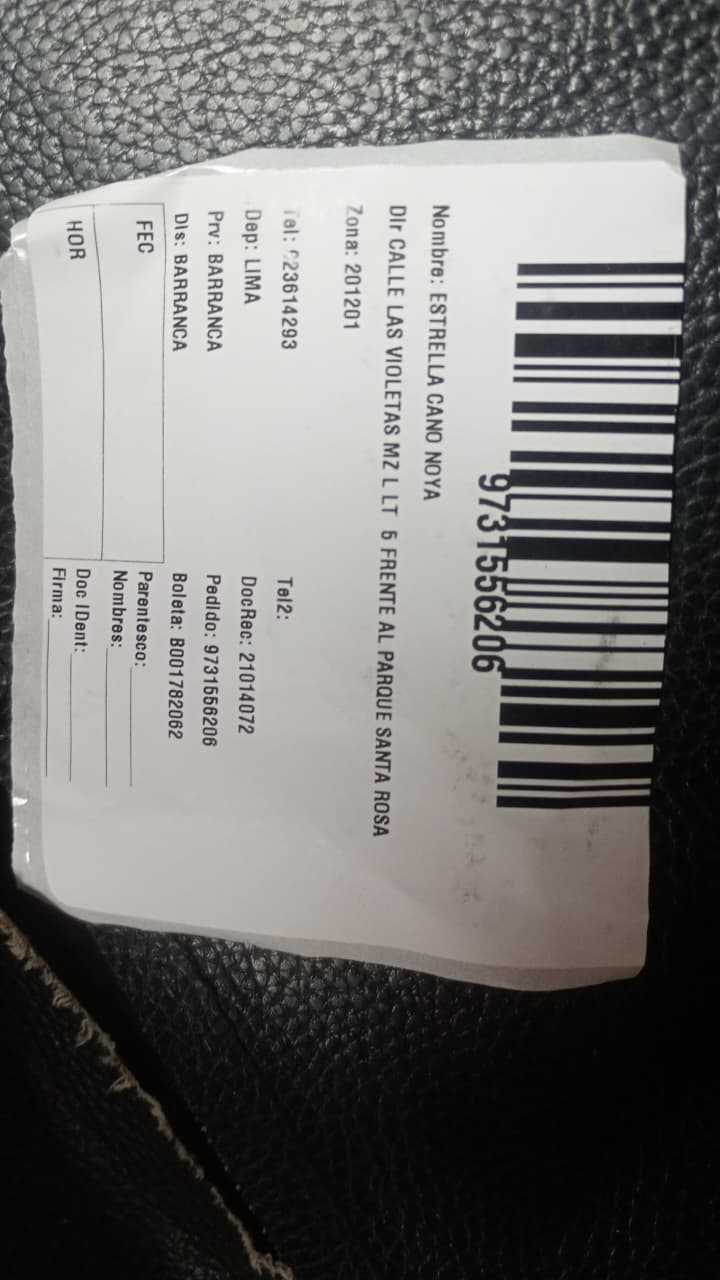 9731556206
Nombre: ESTRELLA CANO NOYA
Dir CALLE LAS VIOLETAS MZ L LT 6 FRENTE AL PARQUE SANTA ROSA
Zona: 201201
Tel: 23614293 Tel2:
Dep: LIMA DocRec: 21014072
Prv: BARRANCA Pedido: 9731556206
Dis: BARRANCA Boleta: B001782062
FEC Parentesco:
Nombres:
HOR Doc IDent:
Firma: